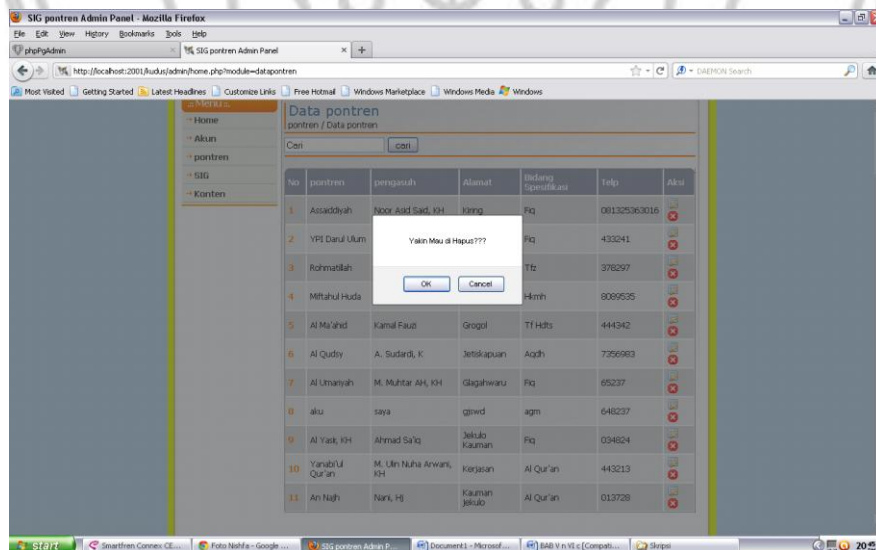 SIG pontren Admin Panel - Mozilla Firefox
File Edit View History Bookmarks Tools Help
phpPgAdmin × SIG pontren Admin Panel × +
http://localhost:2001/kudus/admin/home.php?module=datapontren DAEMON Search
Most Visited Getting Started Latest Headlines Customize Links Free Hotmail Windows Marketplace Windows Media Windows
:: Menu ::
Home
Akun
pontren
SIG
Konten
Data pontren
pontren / Data pontren
Cari cari
No pontren pengasuh Alamat Bidang Spesifikasi Telp Aksi
1 Assaiddiyah Noor Asid Said, KH Kiring Fiq 081325363016
2 YPI Darul Ulum Fiq 433241
3 Rohmatillah Tfz 378297
4 Miftahul Huda Hkmh 8089535
5 Al Ma'ahid Kamal Fauzi Grogol Tf Hdts 444342
6 Al Qudsy A. Sudardi, K Jetiskapuan Aqdh 7356983
7 Al Umariyah M. Muhtar AH, KH Glagahwaru Fiq 65237
8 aku saya gjswd agm 648237
9 Al Yasir, KH Ahmad Sa'iq Jekulo Kauman Fiq 034824
10 Yanabi'ul Qur'an M. Ulin Nuha Arwani, KH Kerjasan Al Qur'an 443213
11 An Najh Nani, Hj Kauman jekulo Al Qur'an 013728
Yakin Mau di Hapus???
OK Cancel
start Smartfren Connex CE... Foto Nishfa - Google ... SIG pontren Admin P... Document1 - Microsof... BAB V n VI c [Compati... Skripsi 20:45